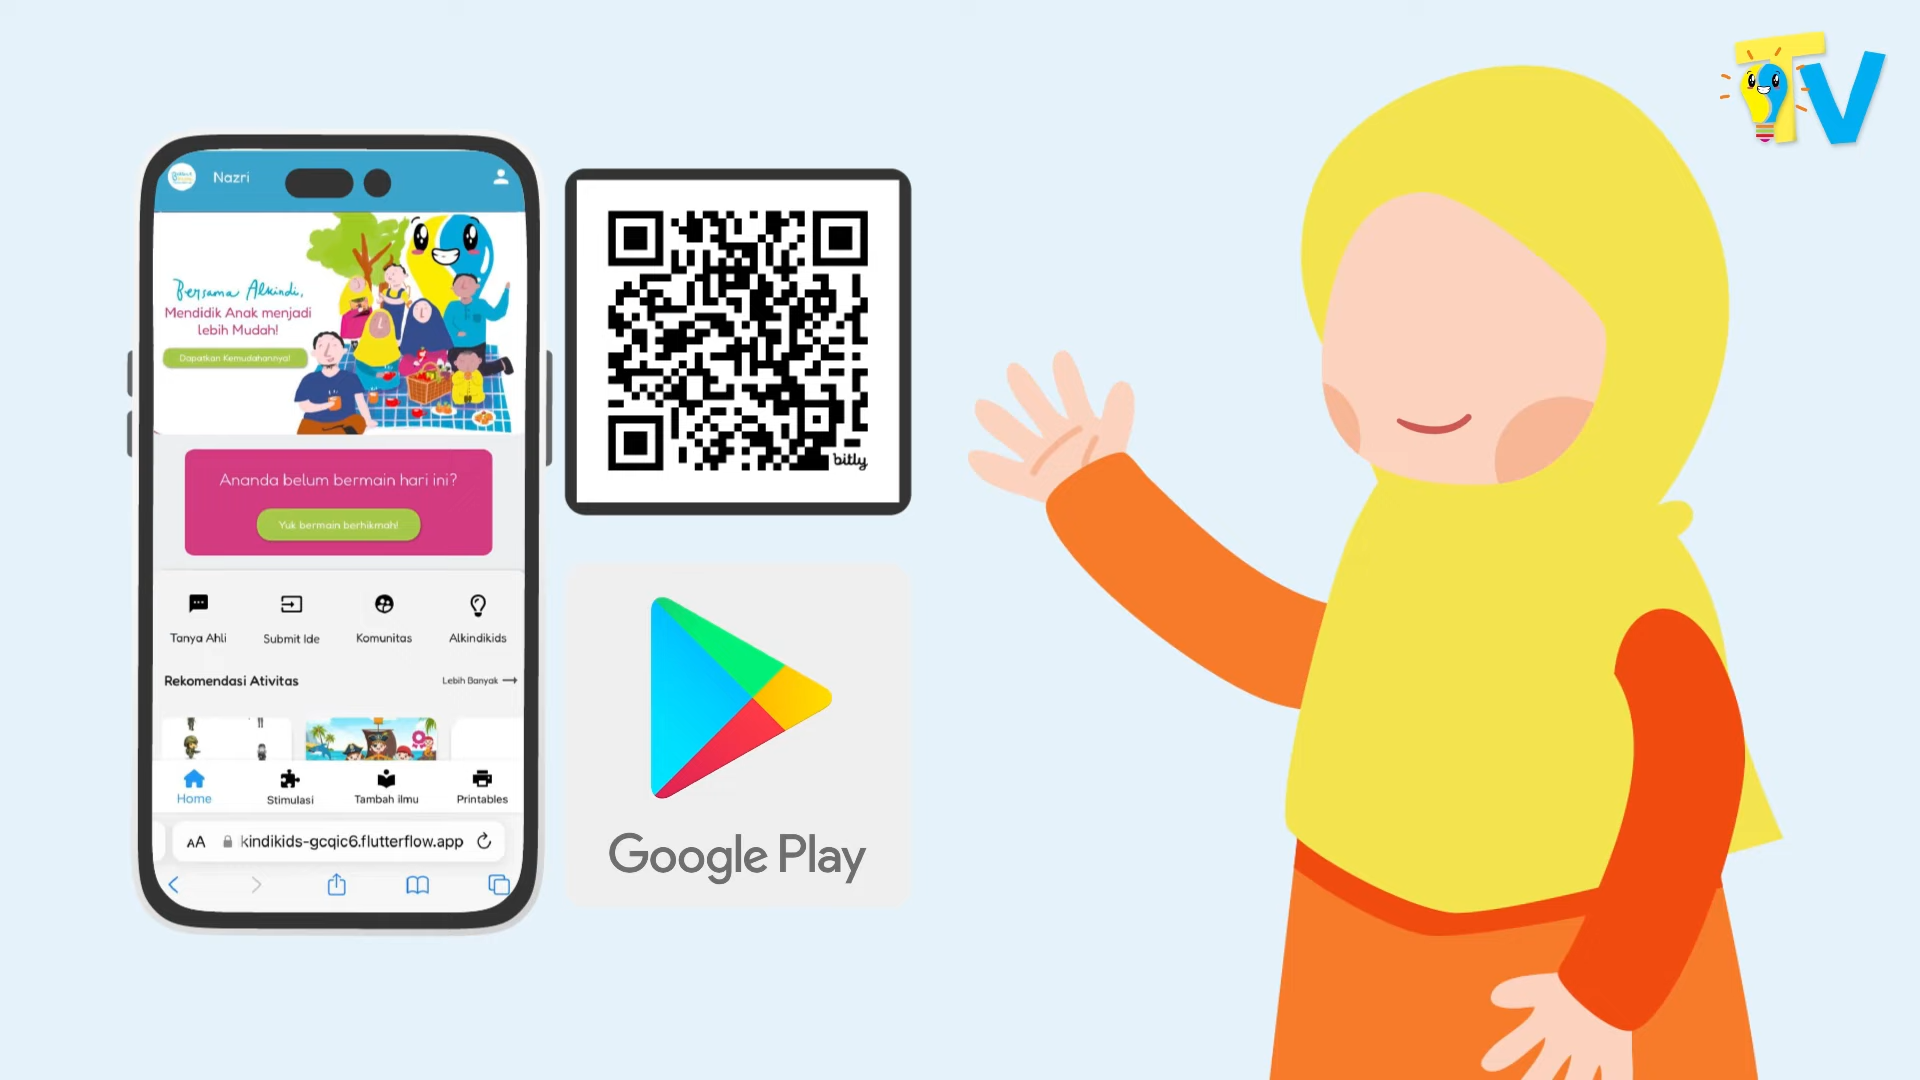 TV
Nazri
Bersama Alkindi,
Mendidik Anak menjadi
lebih Mudah!
Dapatkan Kemudahannya!
Ananda belum bermain hari ini?
Yuk bermain berhikmah!
Tanya Ahli
Submit Ide
Komunitas
Alkindikids
Rekomendasi Ativitas
Lebih Banyak
Home
Stimulasi
Tambah ilmu
Printables
AA
kindikids-gcqic6.flutterflow.app
bitly
Google Play